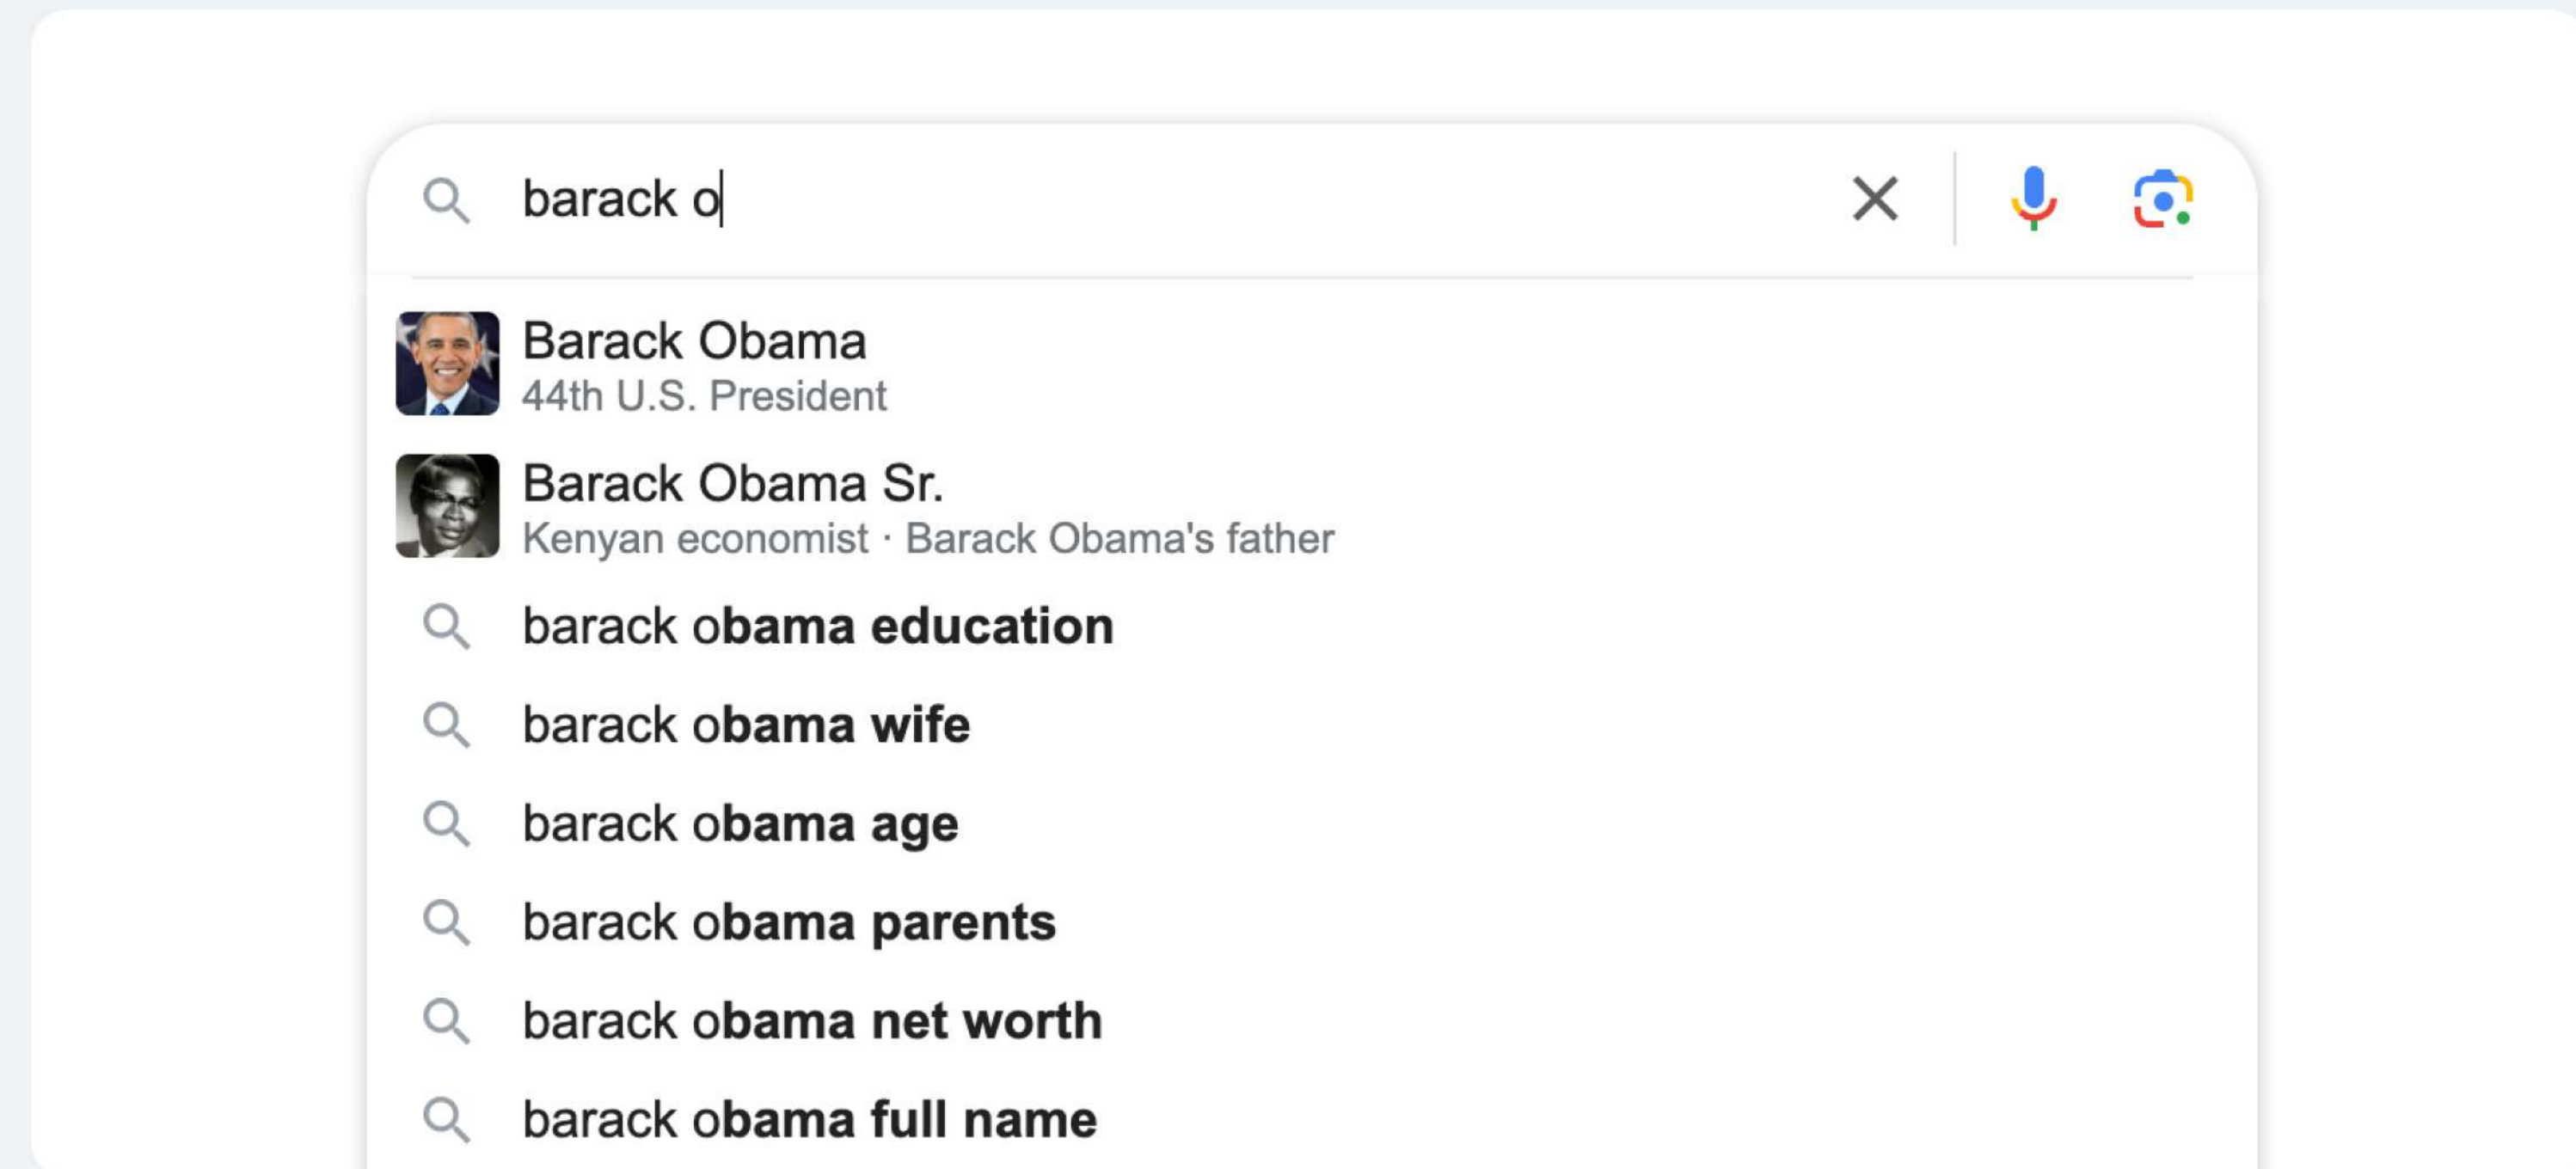 barack o
Barack Obama
44th U.S. President
Barack Obama Sr.
Kenyan economist · Barack Obama's father
barack obama education
barack obama wife
barack obama age
barack obama parents
barack obama net worth
barack obama full name